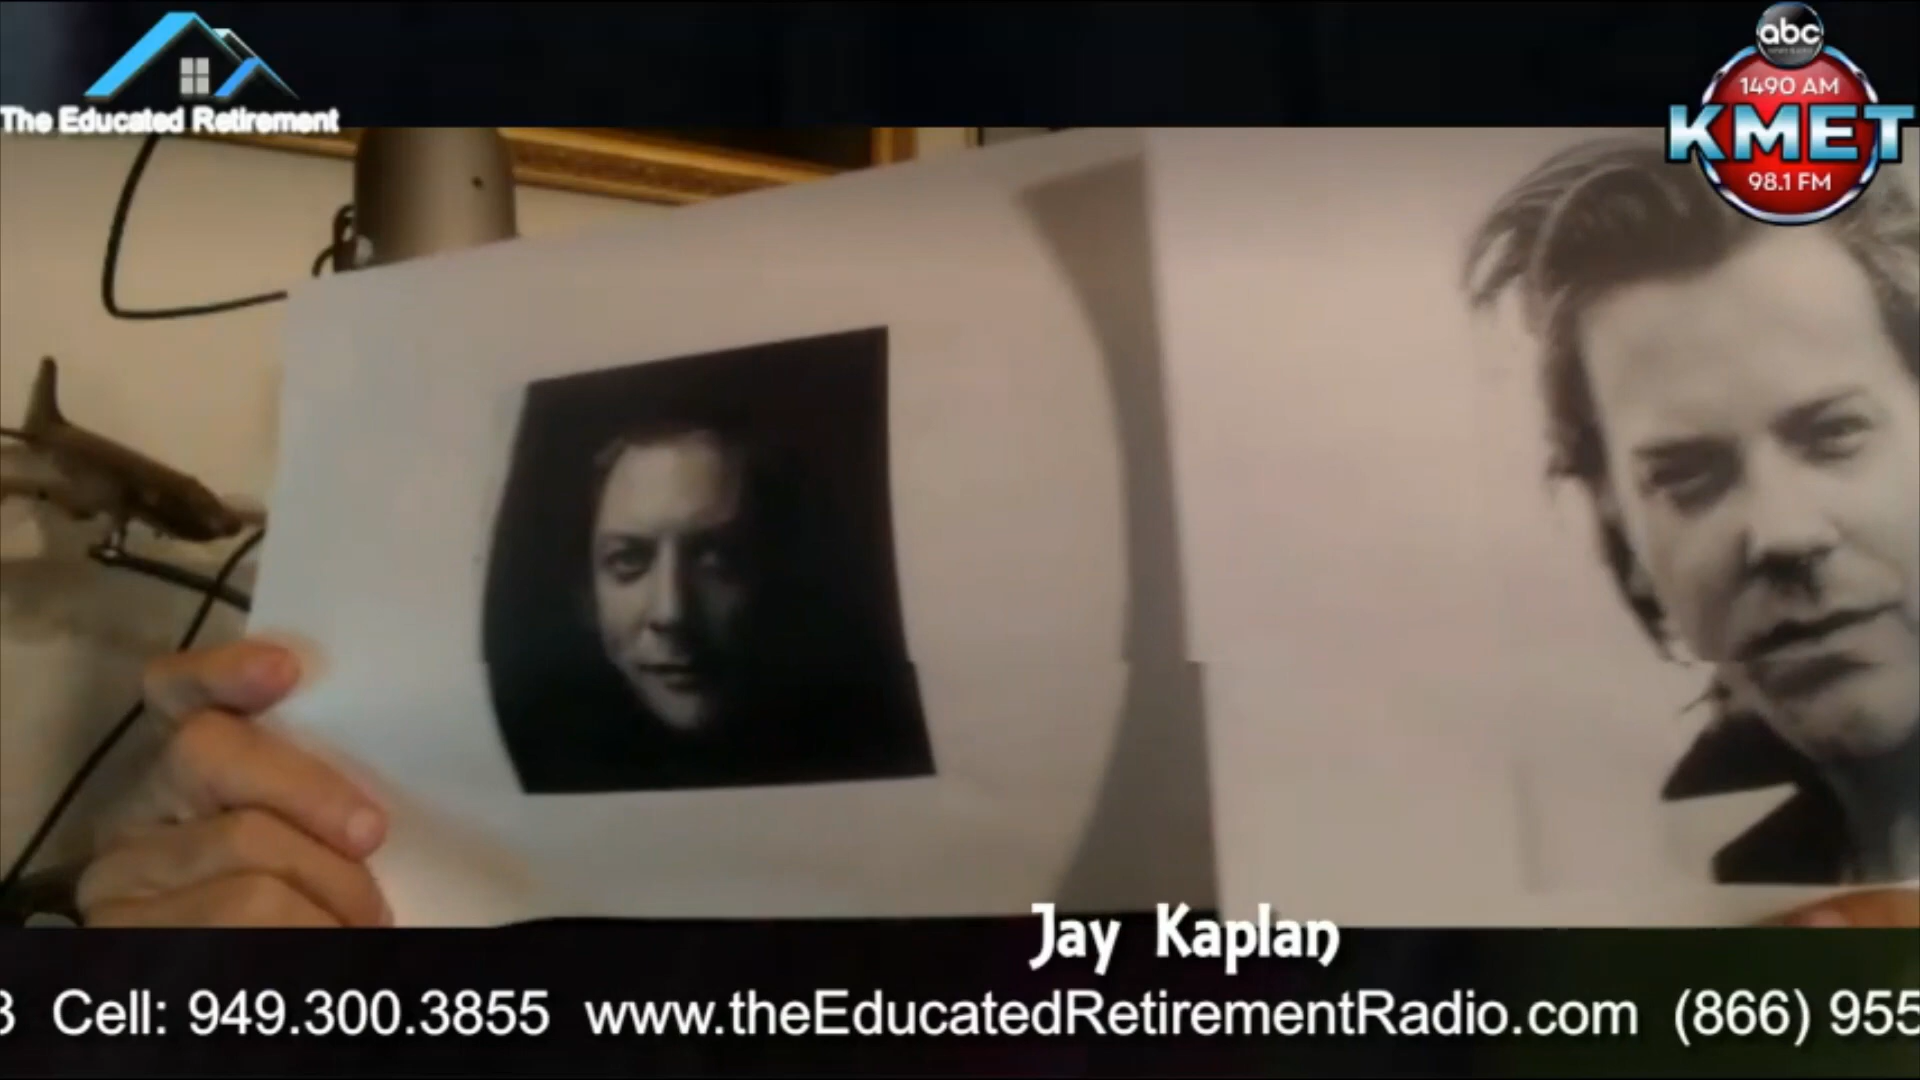 The Educated Retirement
abc
1490 AM
KMET
98.1 FM
Jay Kaplan
Cell: 949.300.3855 www.theEducatedRetirementRadio.com (866) 955